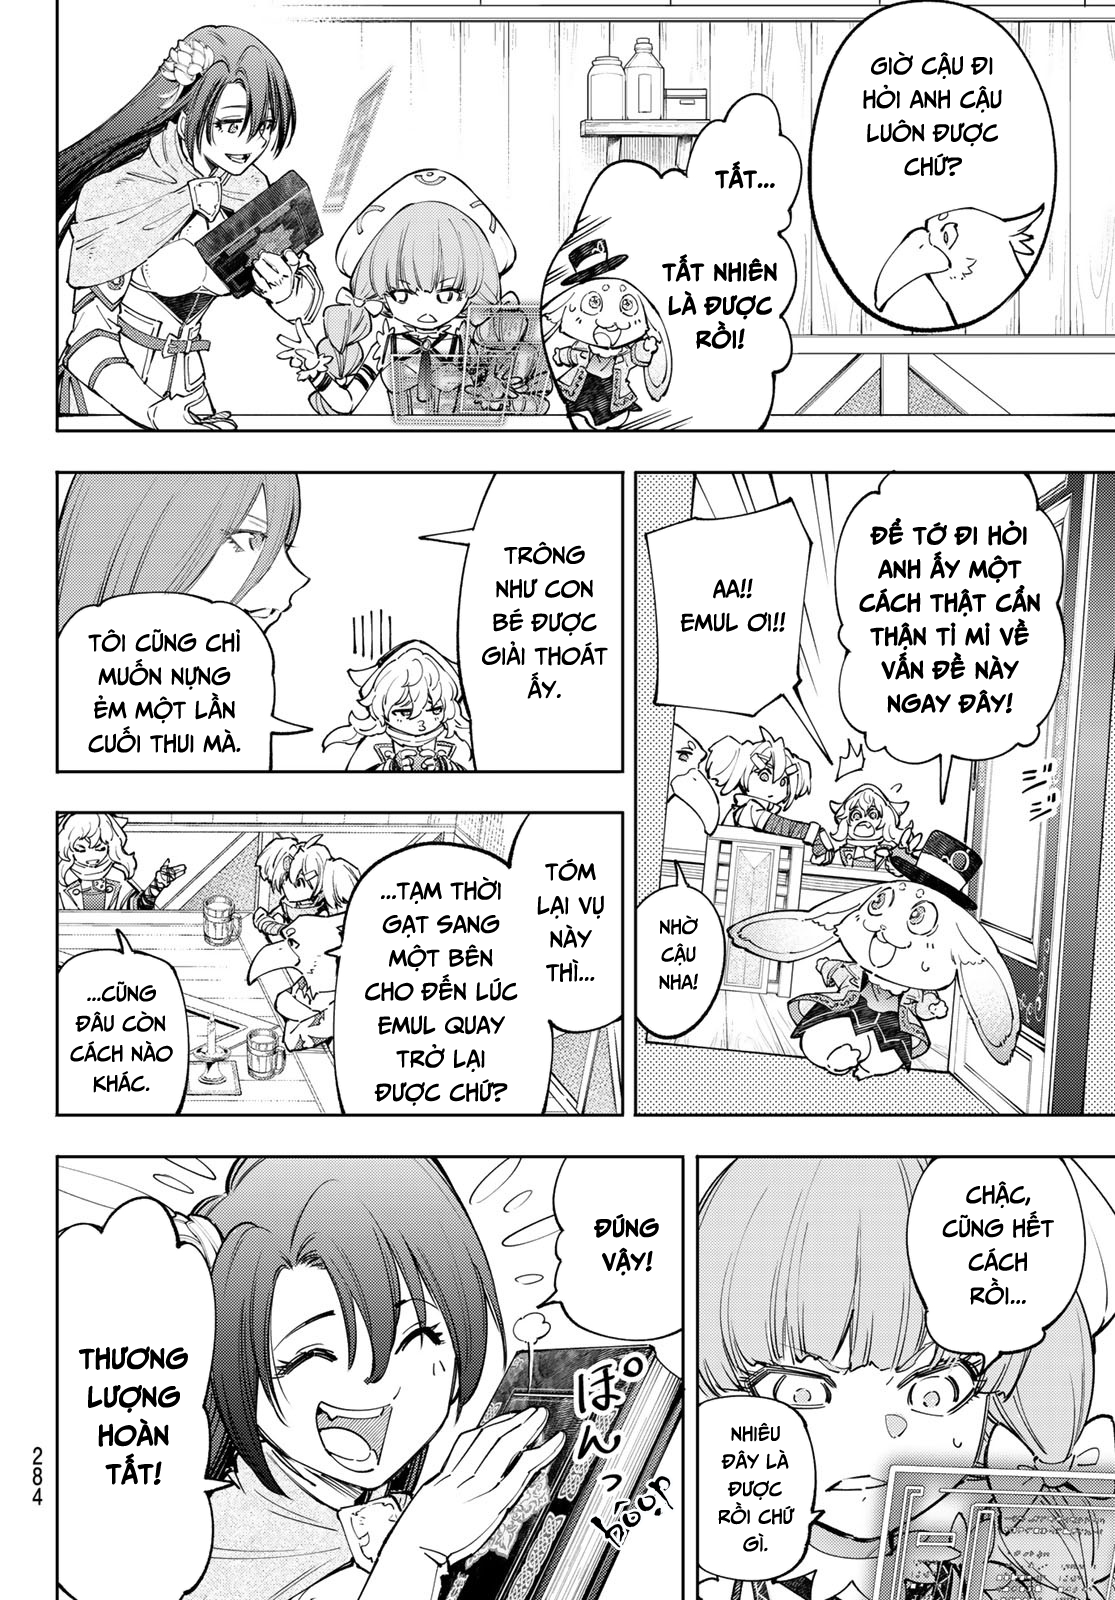 GIỜ CẬU ĐI
HỎI ANH CẬU
LUÔN ĐƯỢC
CHỨ?
TẤT...
TẤT NHIÊN
LÀ ĐƯỢC
RỒI!
ĐỂ TỚ ĐI HỎI
ANH ẤY MỘT
CÁCH THẬT CẨN
THẬN TỈ MỈ VỀ
VẤN ĐỀ NÀY
NGAY ĐÂY!
AA!!
EMUL ƠI!!
NHỜ
CẬU
NHA!
TRÔNG
NHƯ CON
BÉ ĐƯỢC
GIẢI THOÁT
ẤY.
TÔI CŨNG CHỈ
MUỐN NỰNG
ẺM MỘT LẦN
CUỐI THUI MÀ.
TÓM
LẠI VỤ
NÀY
THÌ...
...TẠM THỜI
GẠT SANG
MỘT BÊN
CHO ĐẾN LÚC
EMUL QUAY
TRỞ LẠI
ĐƯỢC CHỨ?
...CŨNG
ĐÂU CÒN
CÁCH NÀO
KHÁC.
CHẬC,
CŨNG HẾT
CÁCH
RỒI...
NHIÊU
ĐÂY LÀ
ĐƯỢC
RỒI CHỨ
GÌ.
ĐÚNG
VẬY!
ぽんっ
bộp
THƯƠNG
LƯỢNG
HOÀN
TẤT!
284